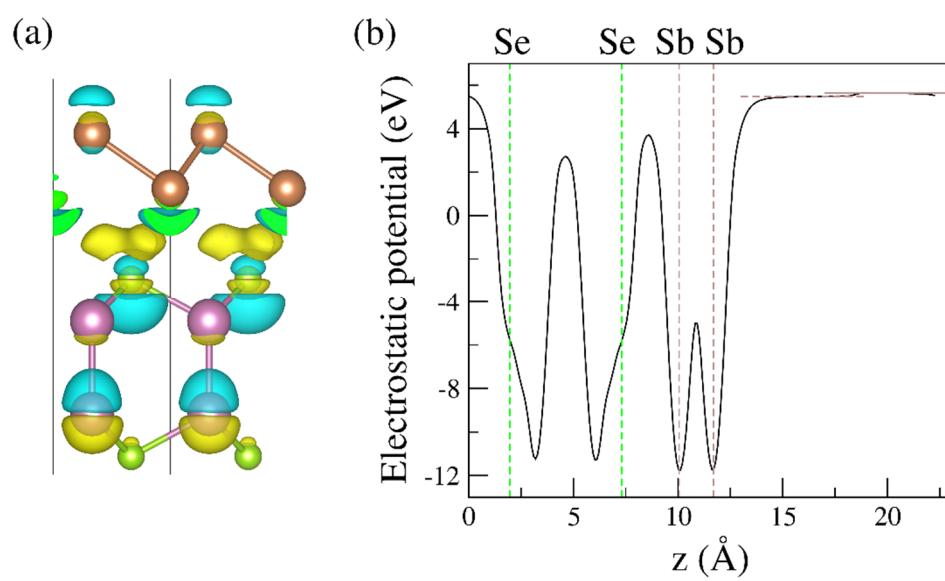 (a)
(b)
Se Se Sb Sb
Electrostatic potential (eV)
4
0
-4
-8
-12
0 5 10 15 20
z (Å)